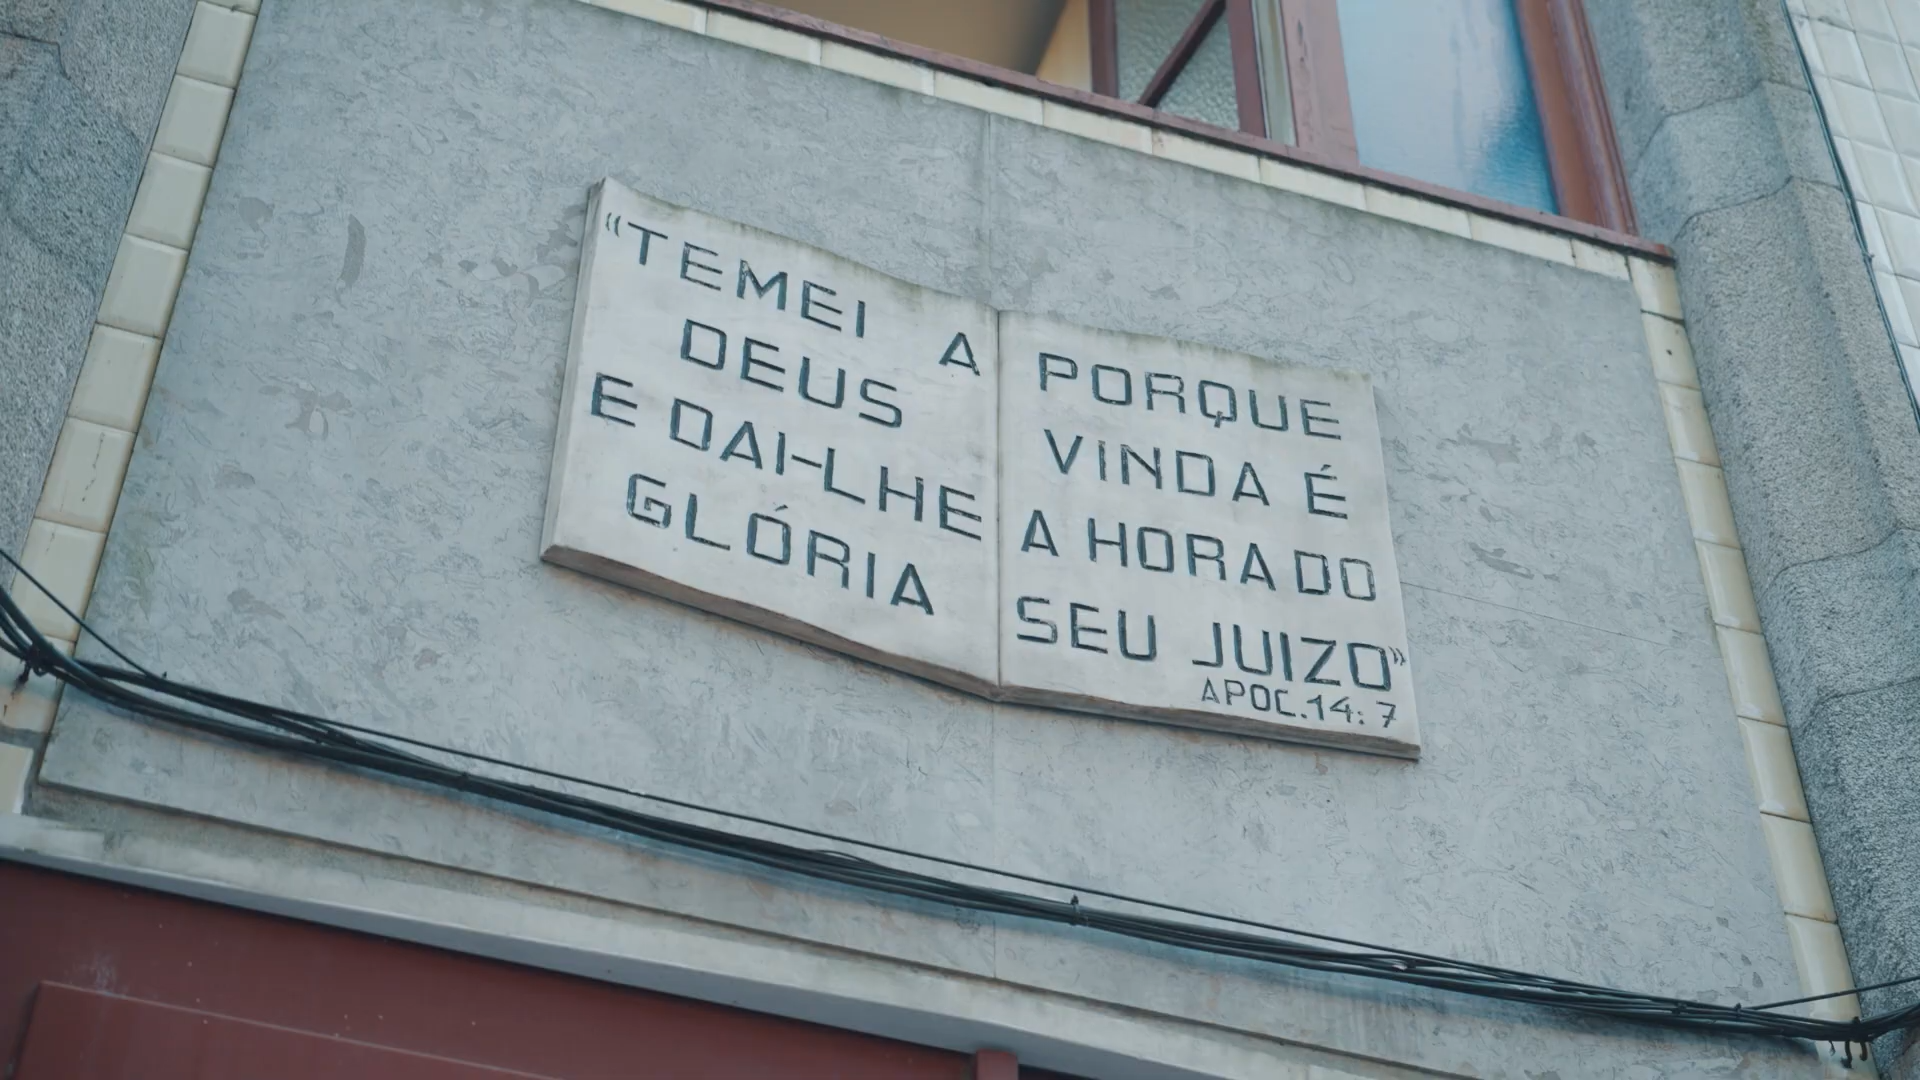 “TEMEI A
DEUS
E DAI-LHE
GLÓRIA
PORQUE
VINDA É
A HORA DO
SEU JUIZO”
APOC. 14: 7